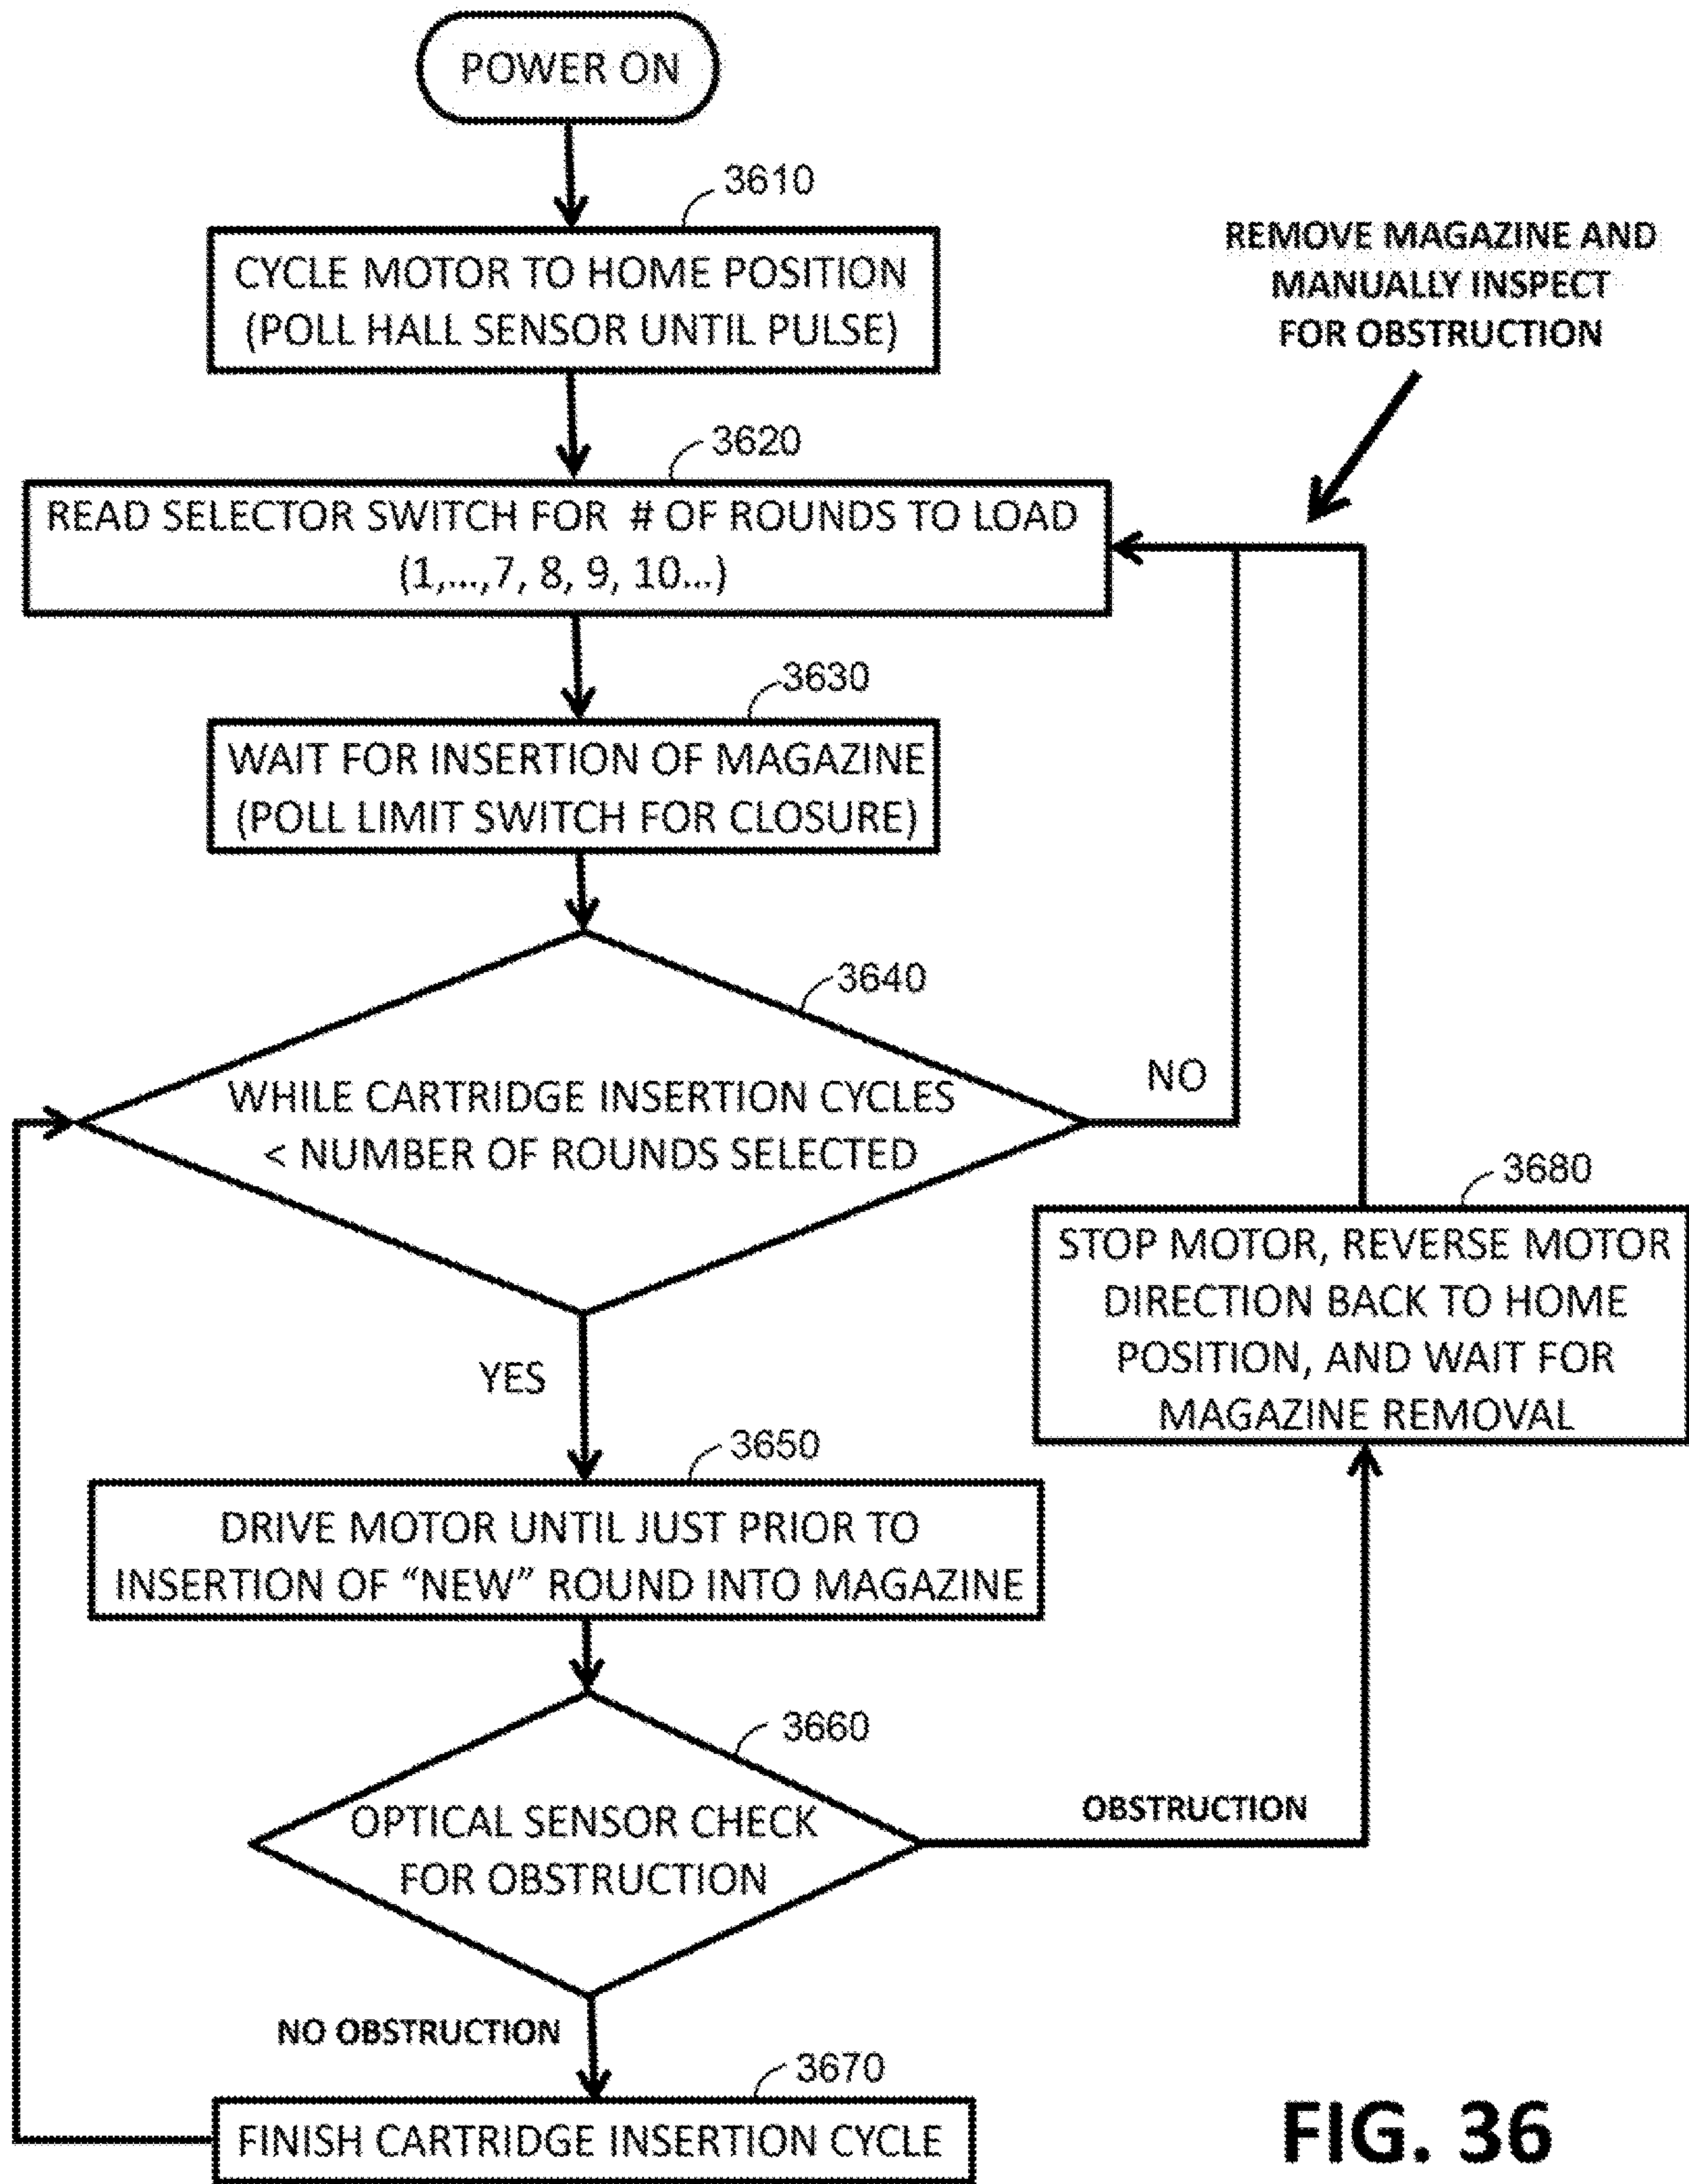 POWER ON
3610
CYCLE MOTOR TO HOME POSITION
(POLL HALL SENSOR UNTIL PULSE)
REMOVE MAGAZINE AND
MANUALLY INSPECT
FOR OBSTRUCTION
3620
READ SELECTOR SWITCH FOR # OF ROUNDS TO LOAD
(1,...,7, 8, 9, 10...)
3630
WAIT FOR INSERTION OF MAGAZINE
(POLL LIMIT SWITCH FOR CLOSURE)
3640
WHILE CARTRIDGE INSERTION CYCLES
< NUMBER OF ROUNDS SELECTED
NO
YES
3680
STOP MOTOR, REVERSE MOTOR
DIRECTION BACK TO HOME
POSITION, AND WAIT FOR
MAGAZINE REMOVAL
3650
DRIVE MOTOR UNTIL JUST PRIOR TO
INSERTION OF “NEW” ROUND INTO MAGAZINE
3660
OPTICAL SENSOR CHECK
FOR OBSTRUCTION
OBSTRUCTION
NO OBSTRUCTION
3670
FINISH CARTRIDGE INSERTION CYCLE
FIG. 36